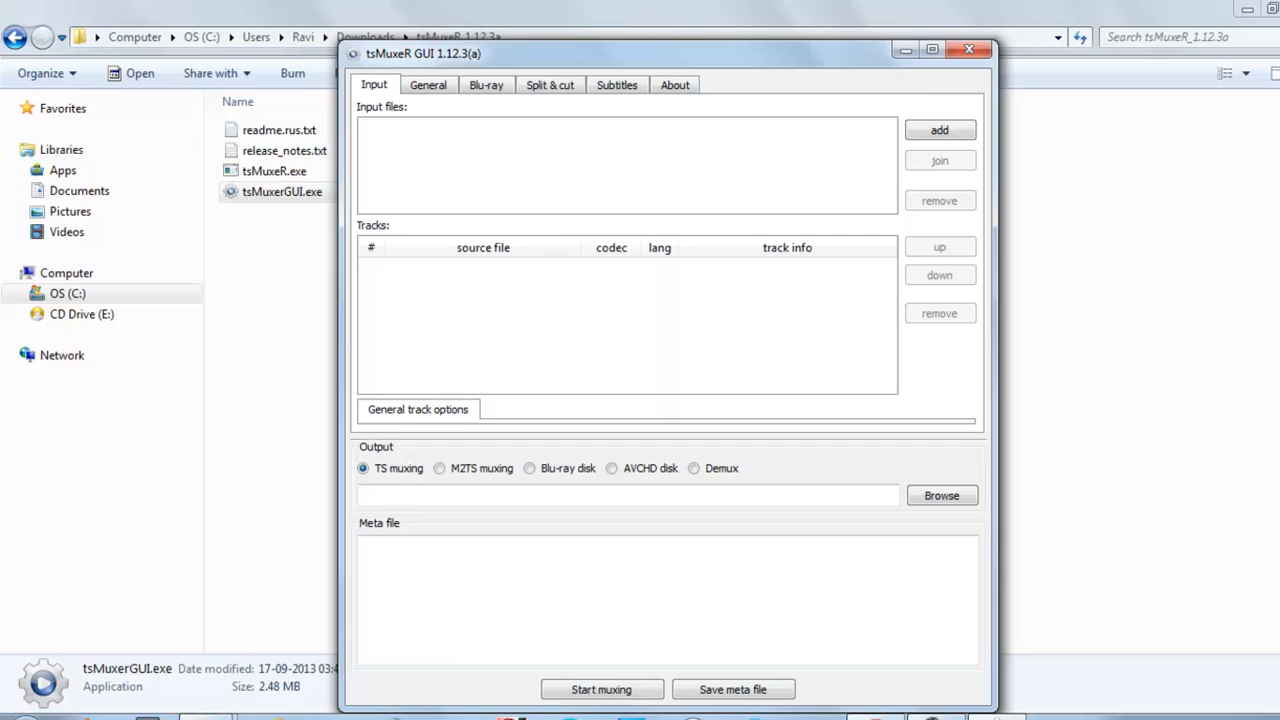 Computer OS (C:) Users Ravi Downloads tsMuxeR_1.12.3a
Search tsMuxeR_1.12.3a
Organize Open Share with Burn
Favorites
Libraries
Apps
Documents
Pictures
Videos
Computer
OS (C:)
CD Drive (E:)
Network
Name
readme.rus.txt
release_notes.txt
tsMuxeR.exe
tsMuxerGUI.exe
tsMuxeR GUI 1.12.3(a)
Input General Blu-ray Split & cut Subtitles About
Input files:
add
join
remove
Tracks:
# source file codec lang track info
up
down
remove
General track options
Output
TS muxing M2TS muxing Blu-ray disk AVCHD disk Demux
Browse
Meta file
Start muxing Save meta file
tsMuxerGUI.exe Date modified: 17-09-2013
Application Size: 2.48 MB